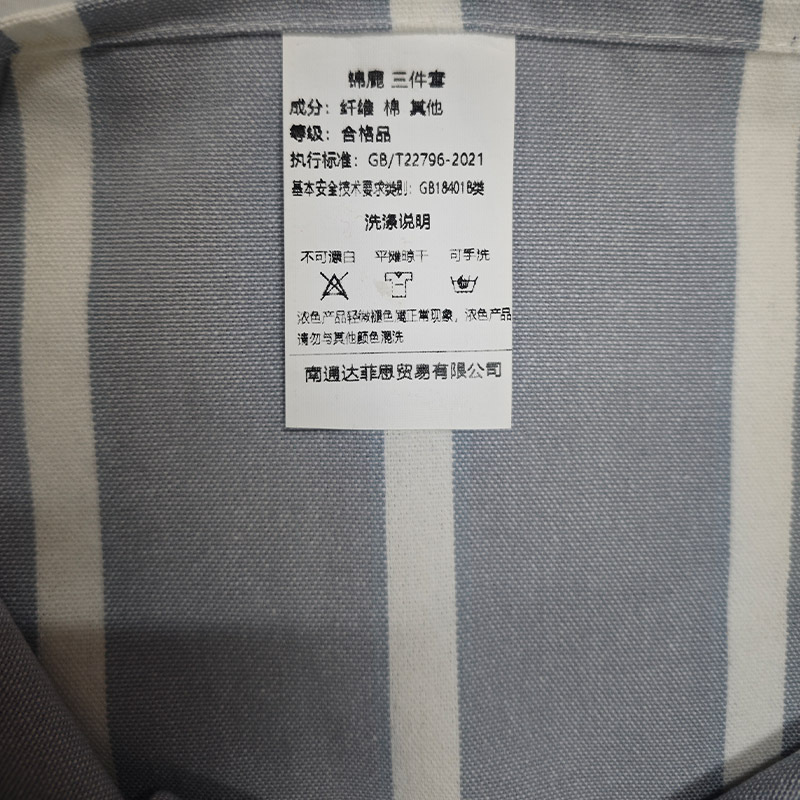 锦鹿 三件套
成分：纤维 棉 其他
等级：合格品
执行标准：GB/T22796-2021
基本安全技术要求类别：GB18401B类
洗涤说明
不可漂白 平摊晾干 可手洗
浓色产品轻微褪色属正常现象，浓色产品
请勿与其他颜色混洗
南通达菲思贸易有限公司